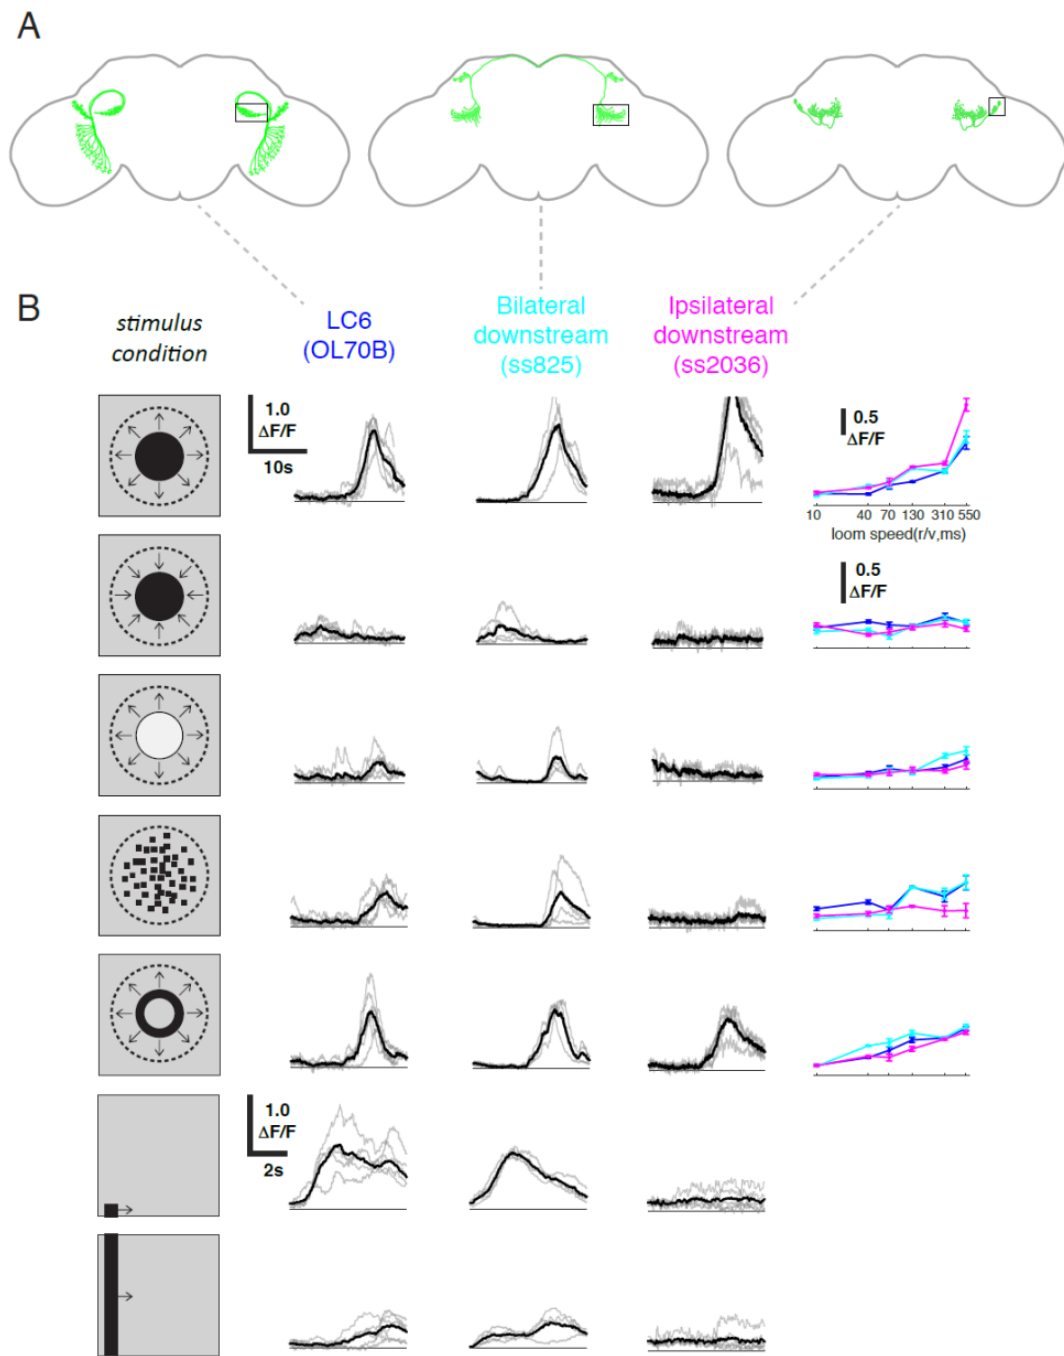 A
B
stimulus
condition
LC6
(OL70B)
Bilateral
downstream
(ss825)
Ipsilateral
downstream
(ss2036)
1.0
ΔF/F
10s
0.5
ΔF/F
10 40 70 130 310 550
loom speed(r/v,ms)
0.5
ΔF/F
1.0
ΔF/F
2s